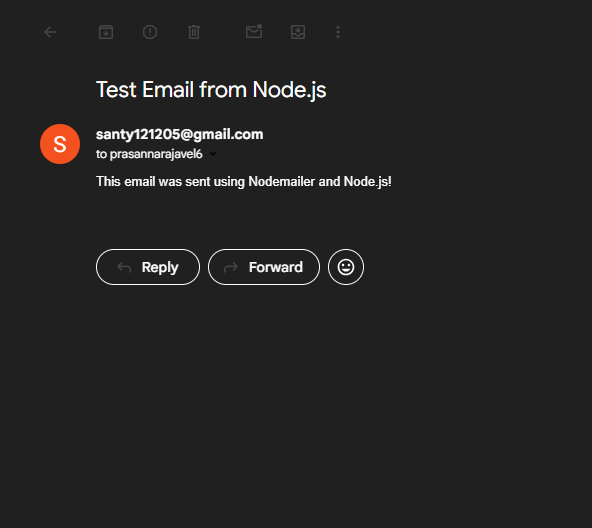 Test Email from Node.js
S
santy121205@gmail.com
to prasannarajavel6
This email was sent using Nodemailer and Node.js!
Reply
Forward